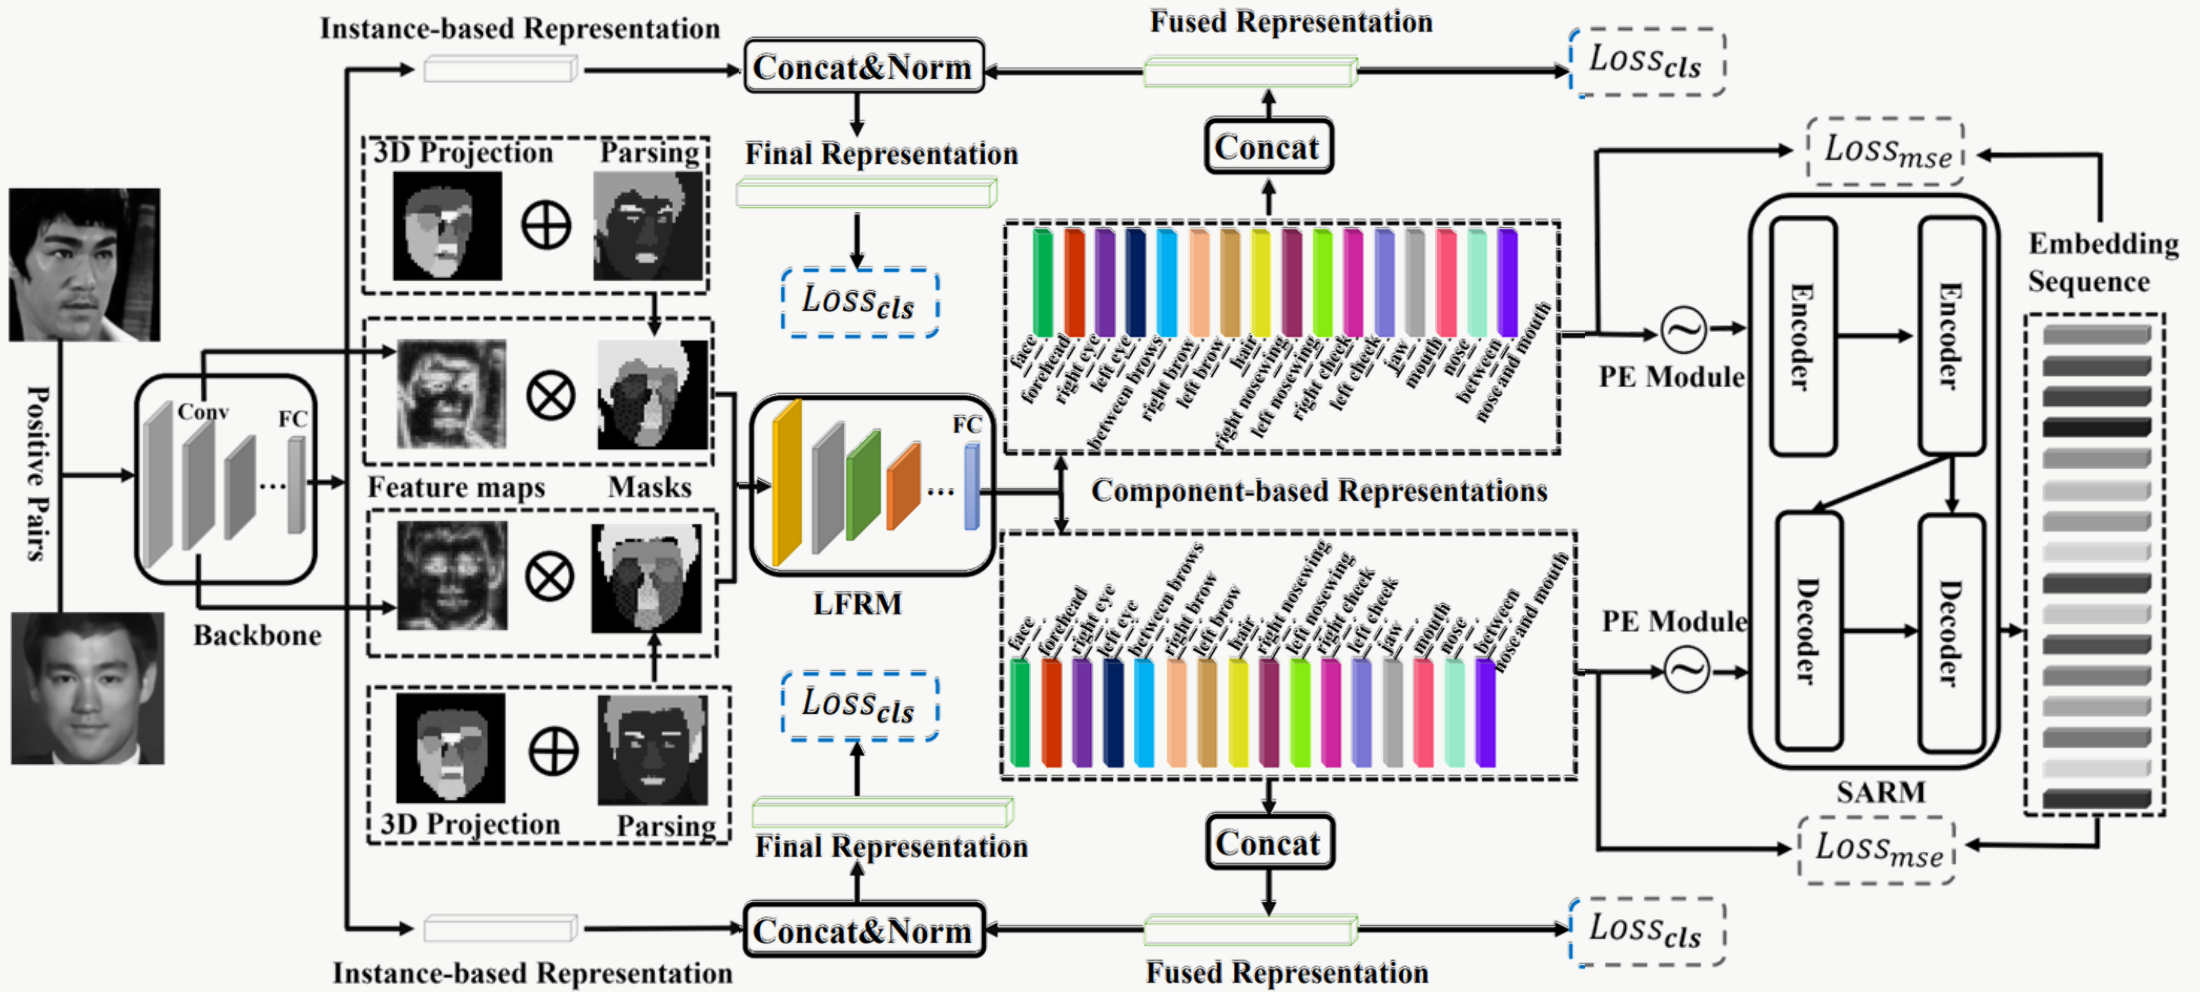 Instance-based Representation
Fused Representation
Concat&Norm
Loss_cls
3D Projection
Parsing
Final Representation
Concat
Loss_mse
Loss_cls
Embedding
Sequence
face
forehead
right eye
left eye
between brows
right brow
left brow
hair
right nosewing
left nosewing
right cheek
left cheek
jaw
mouth
nose
between
nose and mouth
PE Module
Encoder
Encoder
Positive Pairs
Conv
FC
Backbone
Feature maps
Masks
FC
LFRM
Component-based Representations
face
forehead
right eye
left eye
between brows
right brow
left brow
hair
right nosewing
left nosewing
right cheek
left cheek
jaw
mouth
nose
between
nose and mouth
PE Module
Decoder
Decoder
SARM
Loss_cls
3D Projection
Parsing
Final Representation
Concat
Loss_mse
Concat&Norm
Loss_cls
Instance-based Representation
Fused Representation